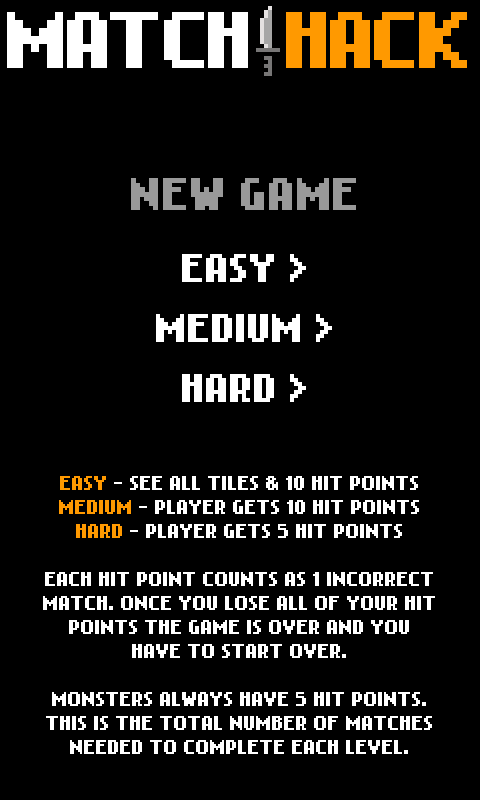 MATCH HACK
NEW GAME
EASY >
MEDIUM >
HARD >
EASY - SEE ALL TILES & 10 HIT POINTS
MEDIUM - PLAYER GETS 10 HIT POINTS
HARD - PLAYER GETS 5 HIT POINTS
EACH HIT POINT COUNTS AS 1 INCORRECT
MATCH. ONCE YOU LOSE ALL OF YOUR HIT
POINTS THE GAME IS OVER AND YOU
HAVE TO START OVER.
MONSTERS ALWAYS HAVE 5 HIT POINTS.
THIS IS THE TOTAL NUMBER OF MATCHES
NEEDED TO COMPLETE EACH LEVEL.